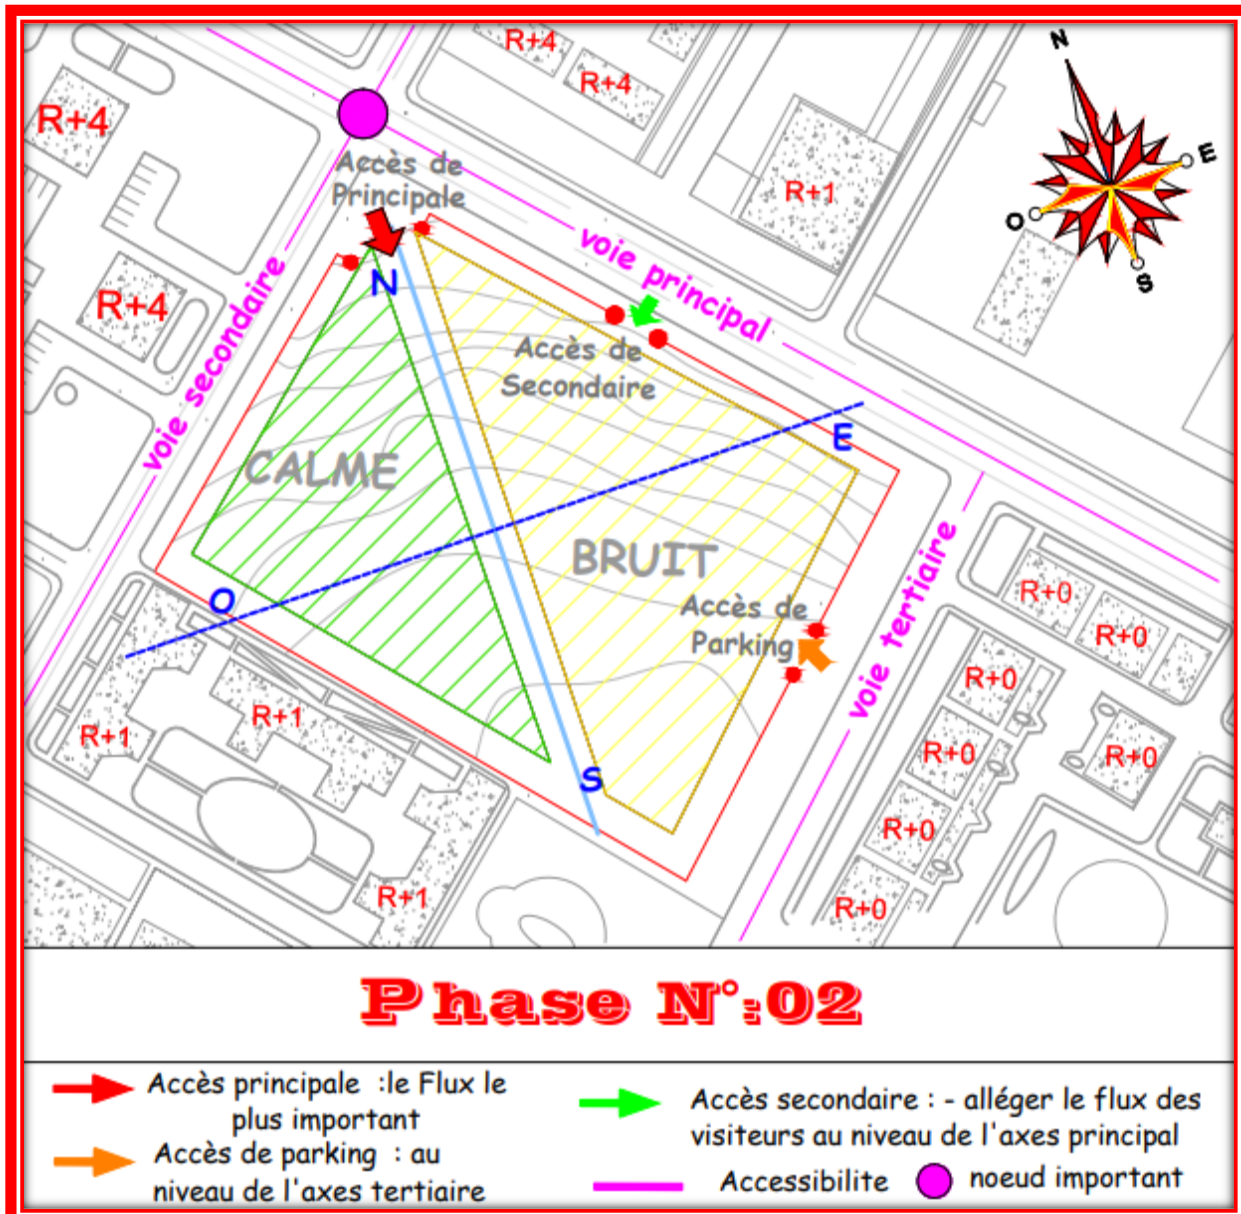 R+4
R+4
R+4
R+1
R+4
N
E
O
S
Accès de
Principale
voie principal
voie secondaire
N
Accès de
Secondaire
E
CALME
BRUIT
O
Accès de
Parking
S
voie tertiaire
R+0
R+0
R+0
R+0
R+0
R+0
R+0
R+1
R+1
R+1
Phase N°:02
Accès principale :le Flux le
plus important
Accès de parking : au
niveau de l'axes tertiaire
Accès secondaire : - alléger le flux des
visiteurs au niveau de l'axes principal
Accessibilite
noeud important